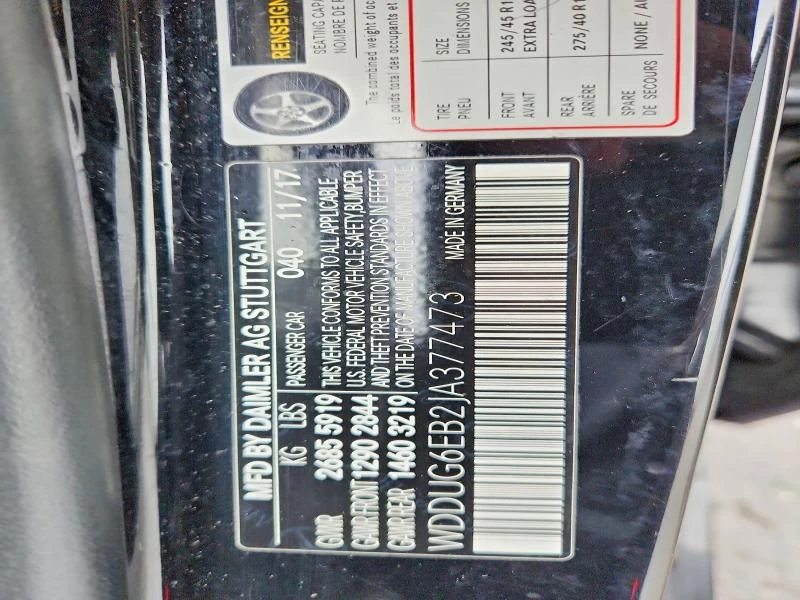 RENSEIGN
SEATING CAPA
NOMBRE DE P
The combined weight of oc
Le poids total des occupants et
TIRE SIZE
PNEU DIMENSIONS
FRONT 245/45 R1
AVANT EXTRA LOA
REAR 275/40 R1
ARRIÈRE
SPARE NONE / AU
DE SECOURS
MFD BY DAIMLER AG STUTTGART
KG LBS PASSENGER CAR 040 11/17
GVWR 2685 5919 THIS VEHICLE CONFORMS TO ALL APPLICABLE
GAWR FRONT 1290 2844 U.S. FEDERAL MOTOR VEHICLE SAFETY, BUMPER
GAWR REAR 1460 3219 AND THEFT PREVENTION STANDARDS IN EFFECT
ON THE DATE OF MANUFACTURE SHOWN ABOVE
WDDUG6EB2JA377473 MADE IN GERMANY